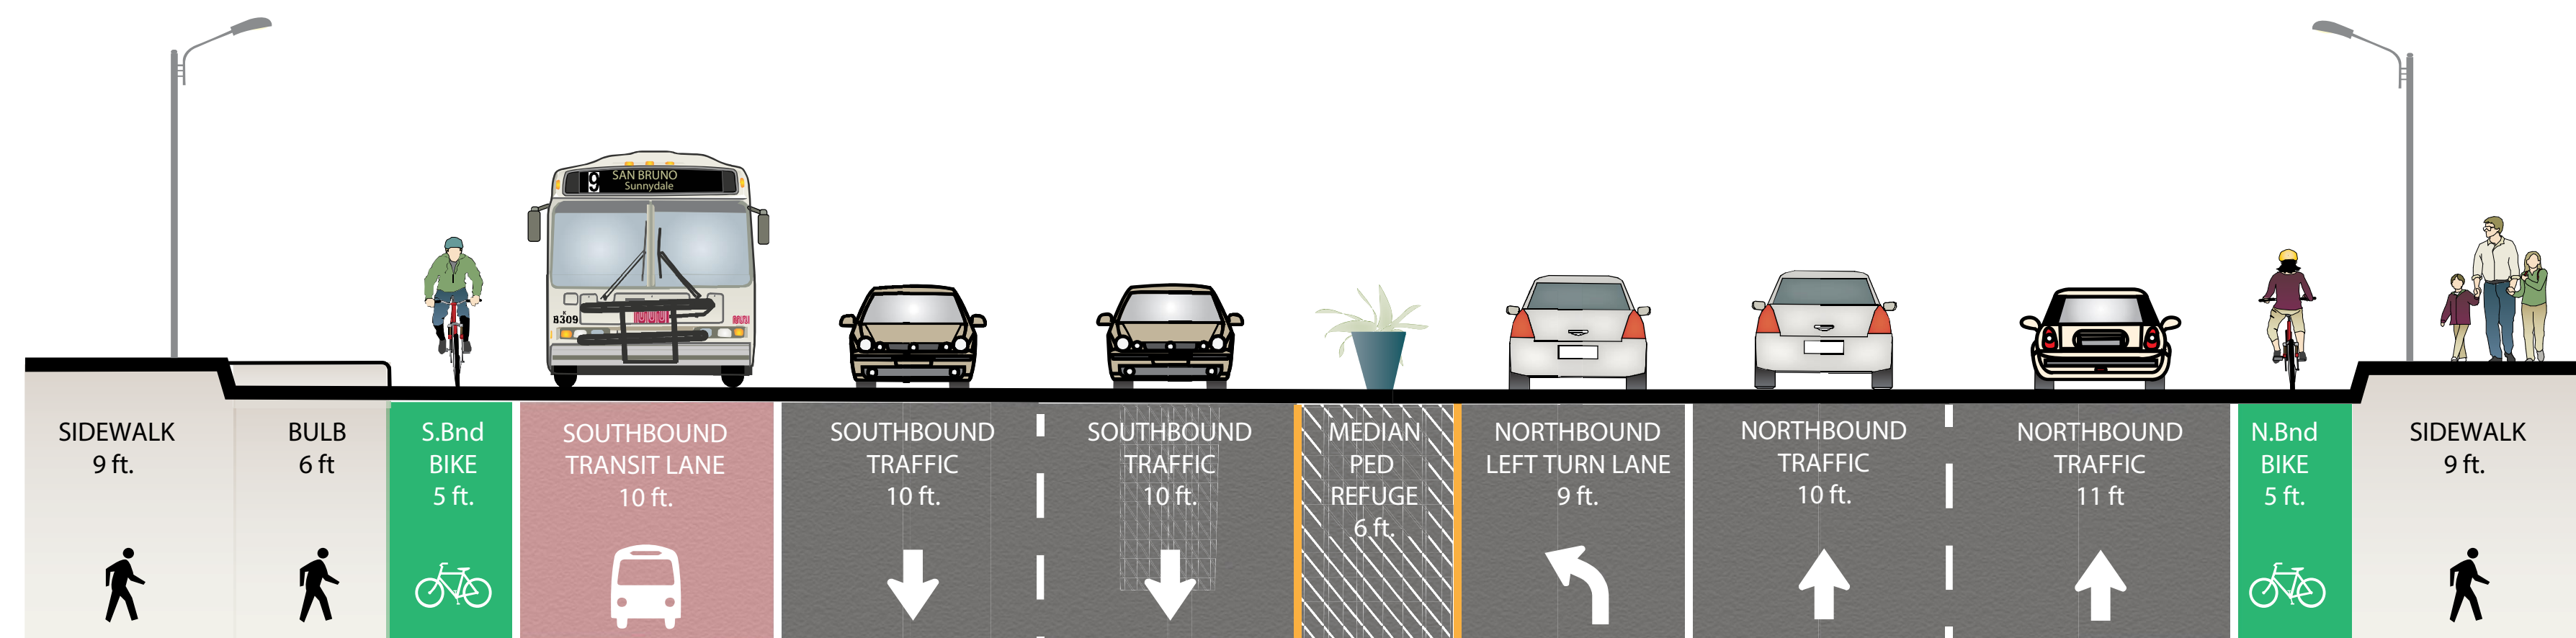 9 SAN BRUNO
Sunnydale
8309
SIDEWALK
9 ft.
BULB
6 ft
S.Bnd
BIKE
5 ft.
SOUTHBOUND
TRANSIT LANE
10 ft.
SOUTHBOUND
TRAFFIC
10 ft.
SOUTHBOUND
TRAFFIC
10 ft.
MEDIAN
PED
REFUGE
6 ft.
NORTHBOUND
LEFT TURN LANE
9 ft.
NORTHBOUND
TRAFFIC
10 ft.
NORTHBOUND
TRAFFIC
11 ft
N.Bnd
BIKE
5 ft.
SIDEWALK
9 ft.